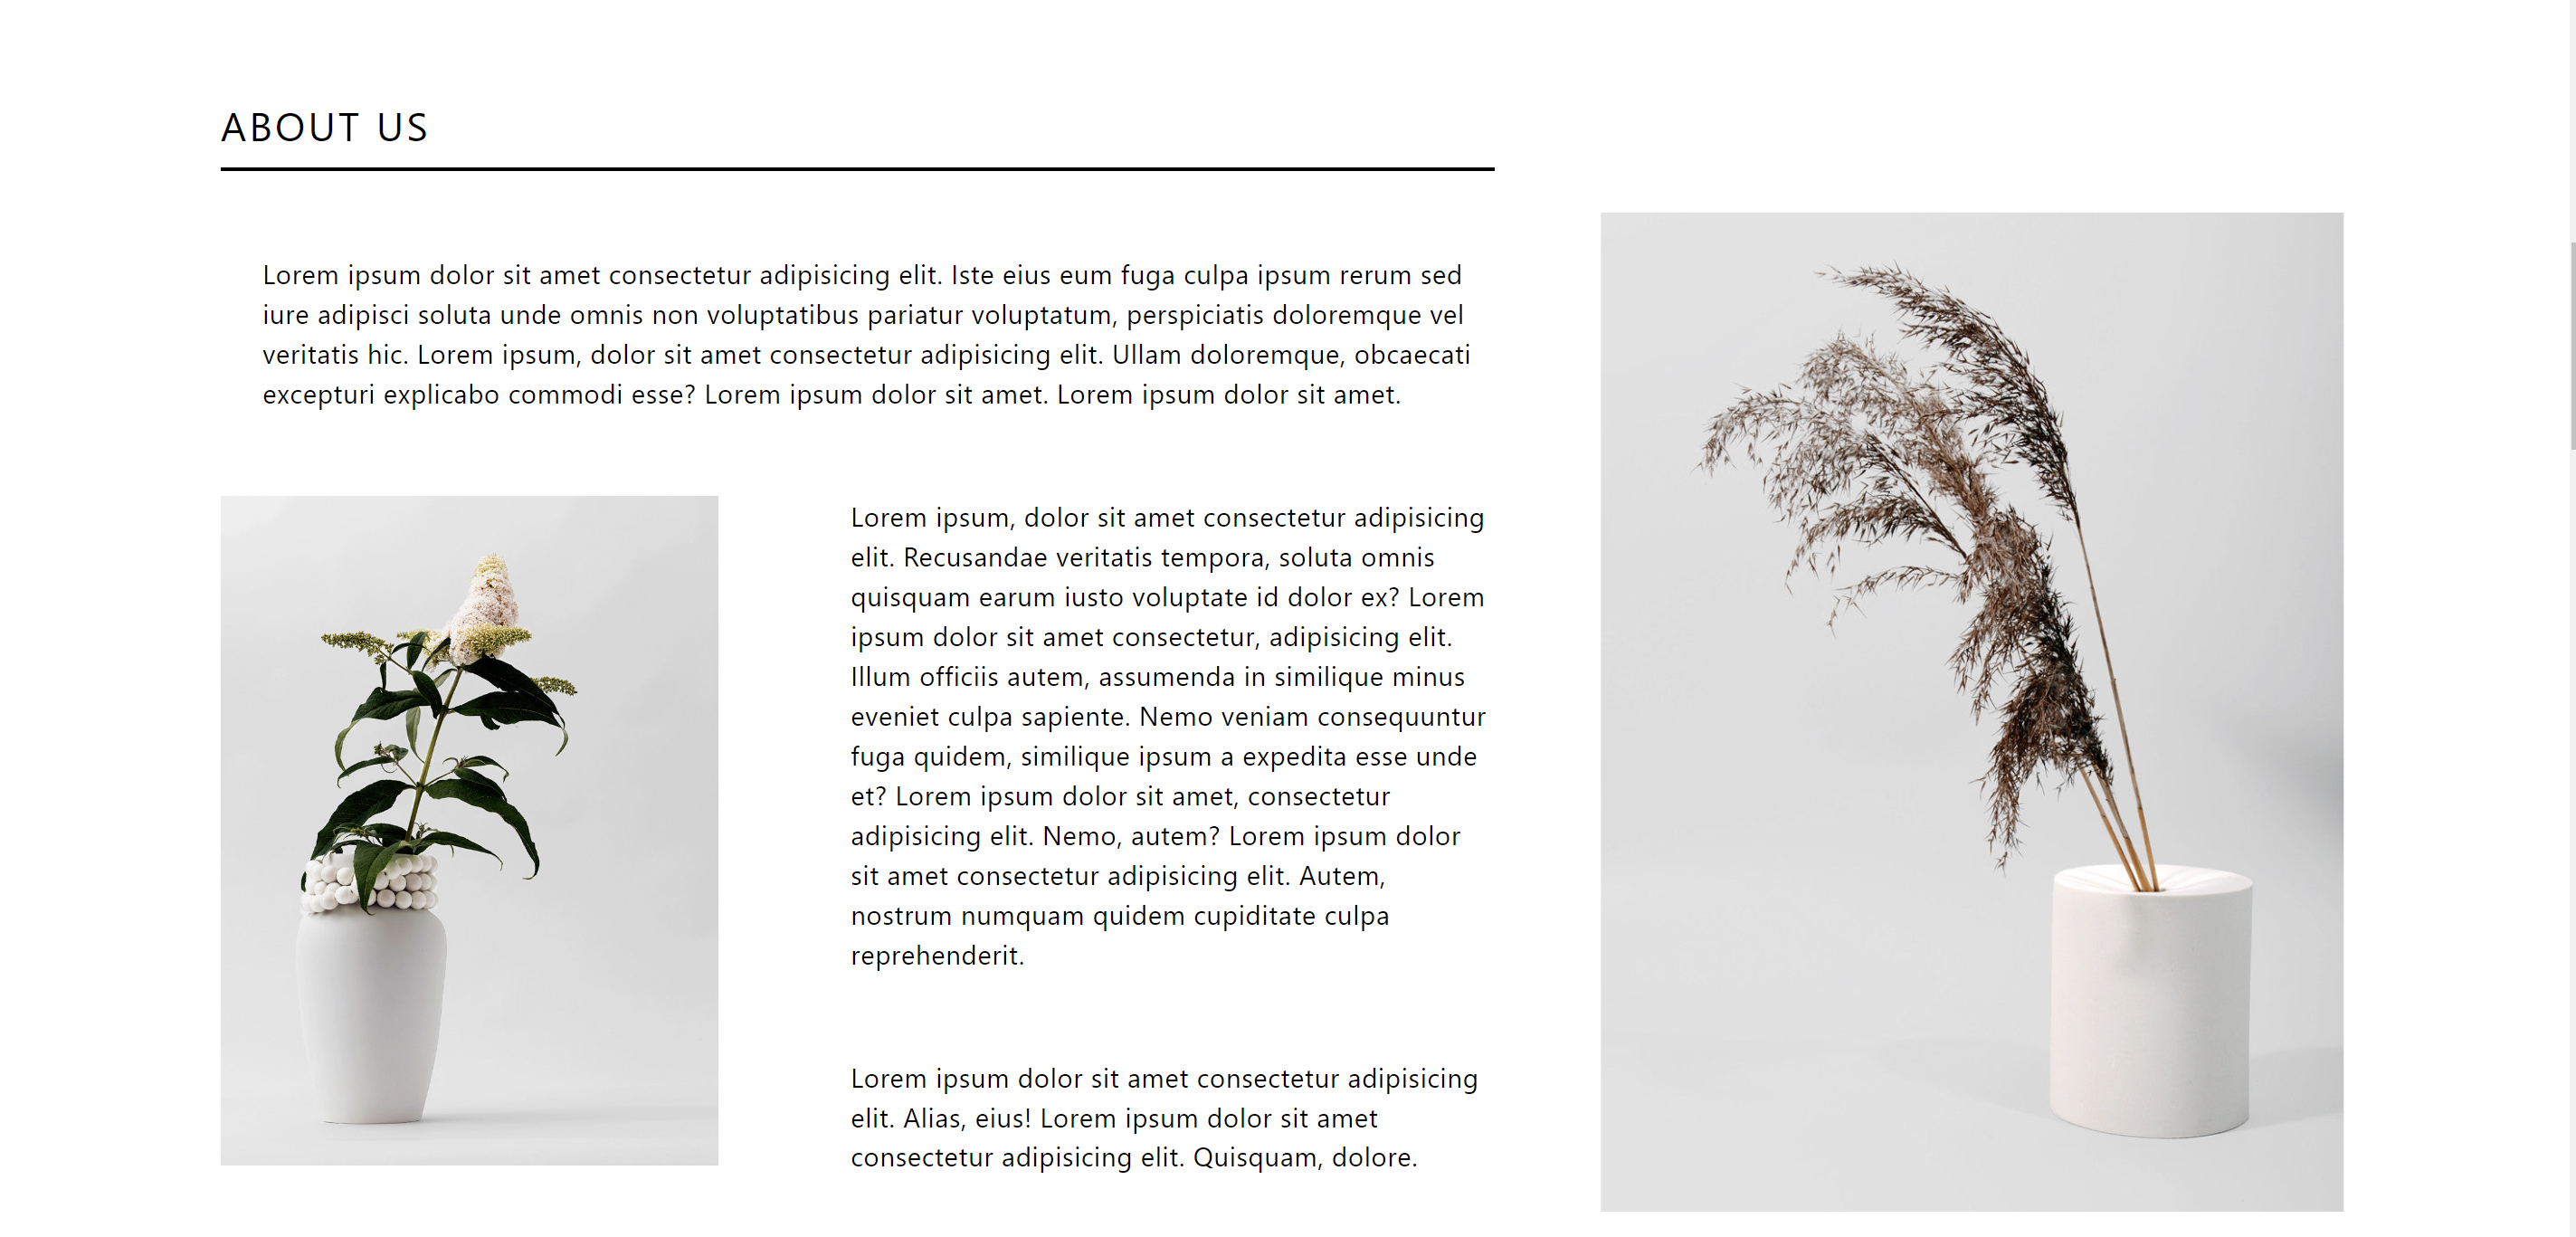 ABOUT US
Lorem ipsum dolor sit amet consectetur adipisicing elit. Iste eius eum fuga culpa ipsum rerum sed
iure adipisci soluta unde omnis non voluptatibus pariatur voluptatum, perspiciatis doloremque vel
veritatis hic. Lorem ipsum, dolor sit amet consectetur adipisicing elit. Ullam doloremque, obcaecati
excepturi explicabo commodi esse? Lorem ipsum dolor sit amet. Lorem ipsum dolor sit amet.
Lorem ipsum, dolor sit amet consectetur adipisicing
elit. Recusandae veritatis tempora, soluta omnis
quisquam earum iusto voluptate id dolor ex? Lorem
ipsum dolor sit amet consectetur, adipisicing elit.
Illum officiis autem, assumenda in similique minus
eveniet culpa sapiente. Nemo veniam consequuntur
fuga quidem, similique ipsum a expedita esse unde
et? Lorem ipsum dolor sit amet, consectetur
adipisicing elit. Nemo, autem? Lorem ipsum dolor
sit amet consectetur adipisicing elit. Autem,
nostrum numquam quidem cupiditate culpa
reprehenderit.
Lorem ipsum dolor sit amet consectetur adipisicing
elit. Alias, eius! Lorem ipsum dolor sit amet
consectetur adipisicing elit. Quisquam, dolore.